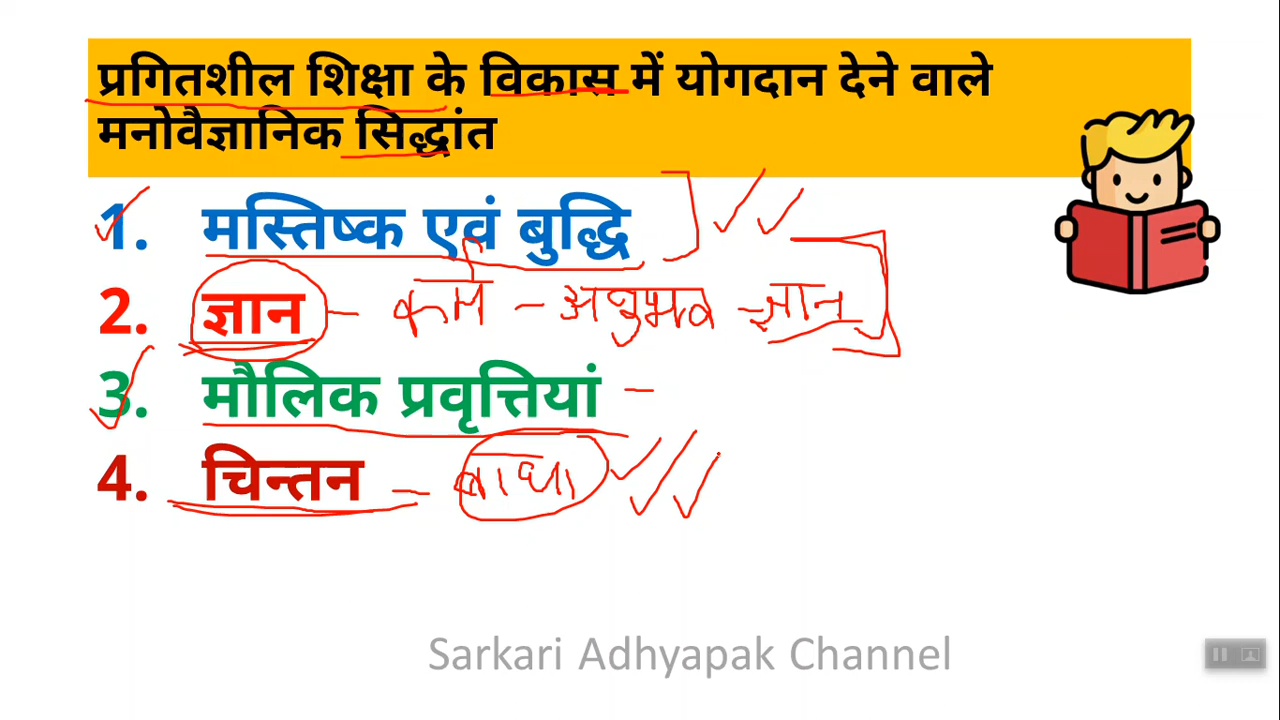 प्रगितशील शिक्षा के विकास में योगदान देने वाले
मनोवैज्ञानिक सिद्धांत
1. मस्तिष्क एवं बुद्धि
2. ज्ञान - कर्म - अनुभव - ज्ञान
3. मौलिक प्रवृत्तियां -
4. चिन्तन - बाधा
Sarkari Adhyapak Channel